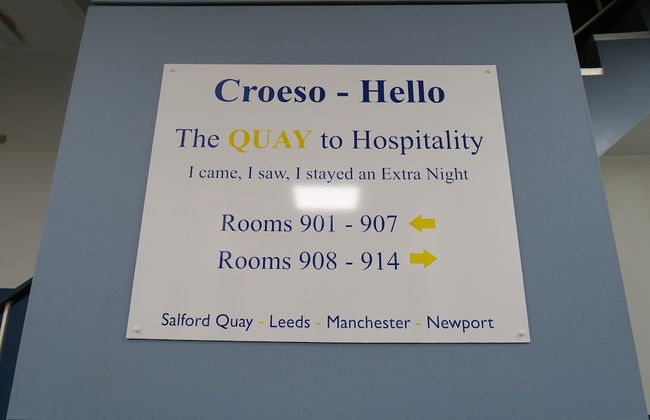 Croeso - Hello
The QUAY to Hospitality
I came, I saw, I stayed an Extra Night
Rooms 901 - 907
Rooms 908 - 914
Salford Quay - Leeds - Manchester - Newport